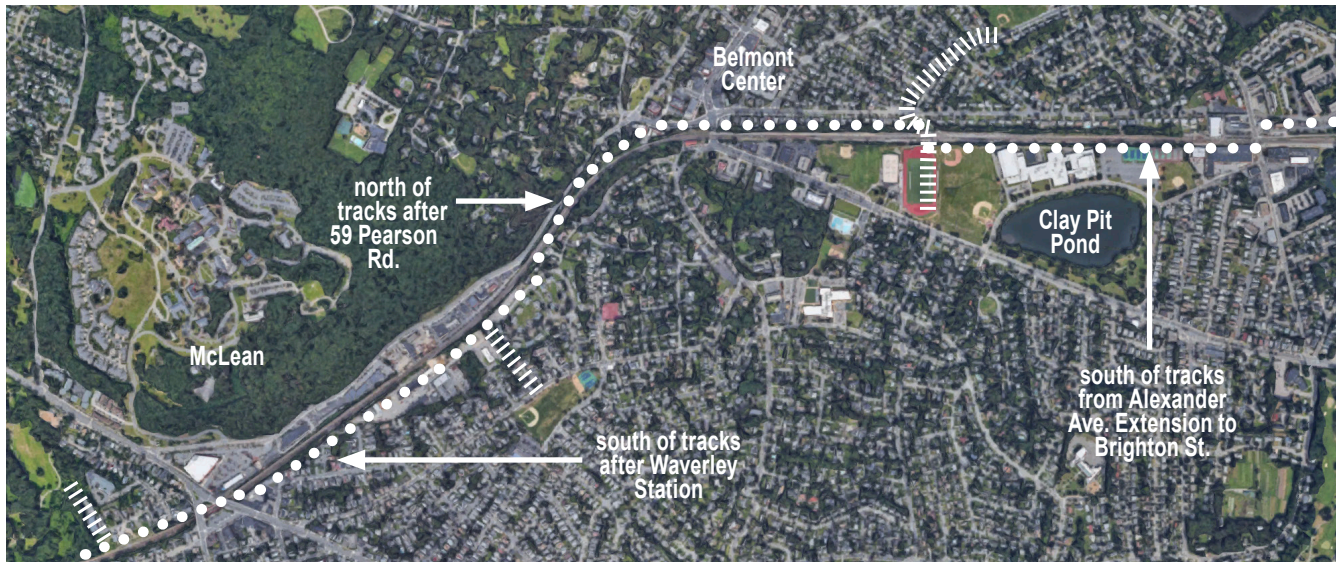 Belmont
Center
north of
tracks after
59 Pearson
Rd.
Clay Pit
Pond
McLean
south of tracks
from Alexander
Ave. Extension to
Brighton St.
south of tracks
after Waverley
Station